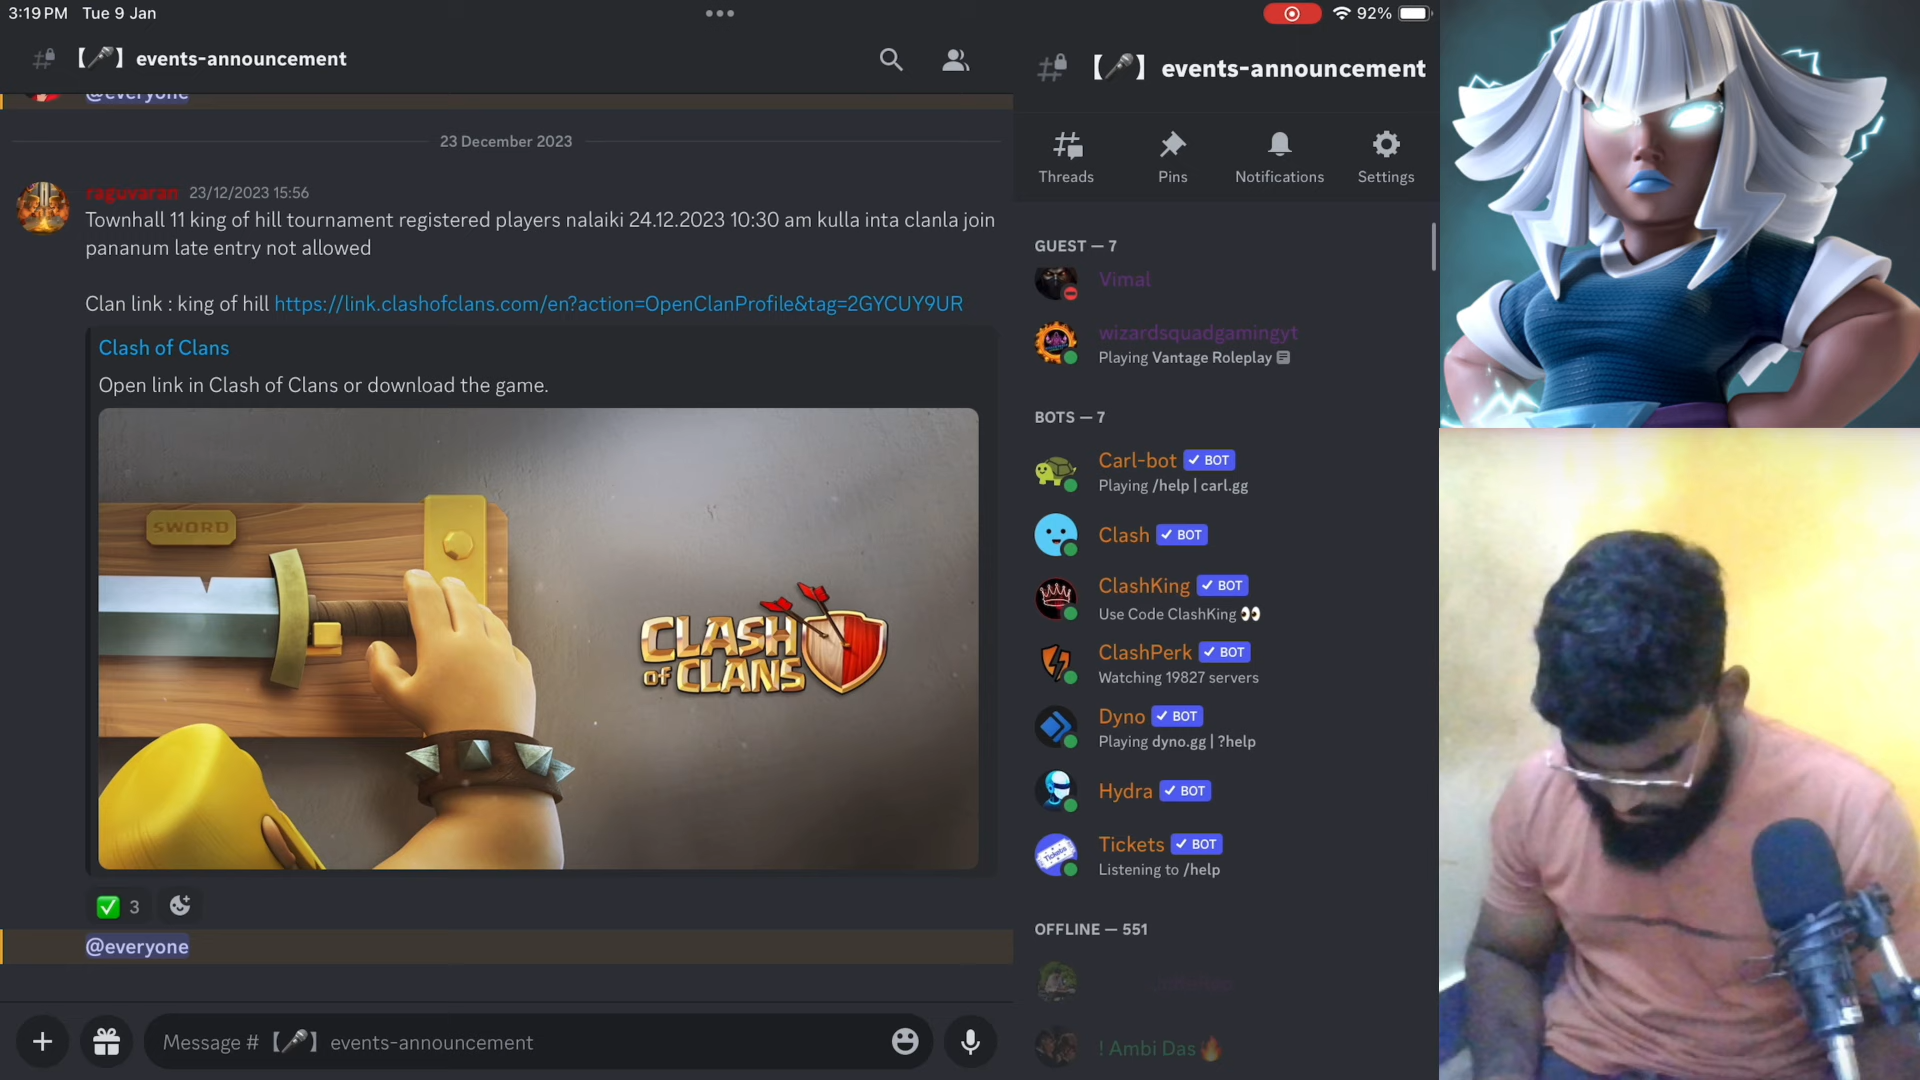 3:19 PM Tue 9 Jan
92%
【🎤】 events-announcement
@everyone
23 December 2023
raguvaran 23/12/2023 15:56
Townhall 11 king of hill tournament registered players nalaiki 24.12.2023 10:30 am kulla inta clanla join
pananum late entry not allowed
Clan link : king of hill https://link.clashofclans.com/en?action=OpenClanProfile&tag=2GYCUY9UR
Clash of Clans
Open link in Clash of Clans or download the game.
SWORD
CLASH
of CLANS
✅ 3
@everyone
Message # 【🎤】 events-announcement
【🎤】 events-announcement
Threads
Pins
Notifications
Settings
GUEST — 7
Vimal
wizardsquadgamingyt
Playing Vantage Roleplay
BOTS — 7
Carl-bot ✓ BOT
Playing /help | carl.gg
Clash ✓ BOT
ClashKing ✓ BOT
Use Code ClashKing 👀
ClashPerk ✓ BOT
Watching 19827 servers
Dyno ✓ BOT
Playing dyno.gg | ?help
Hydra ✓ BOT
Tickets
Tickets ✓ BOT
Listening to /help
OFFLINE — 551
! Ambi Das🔥